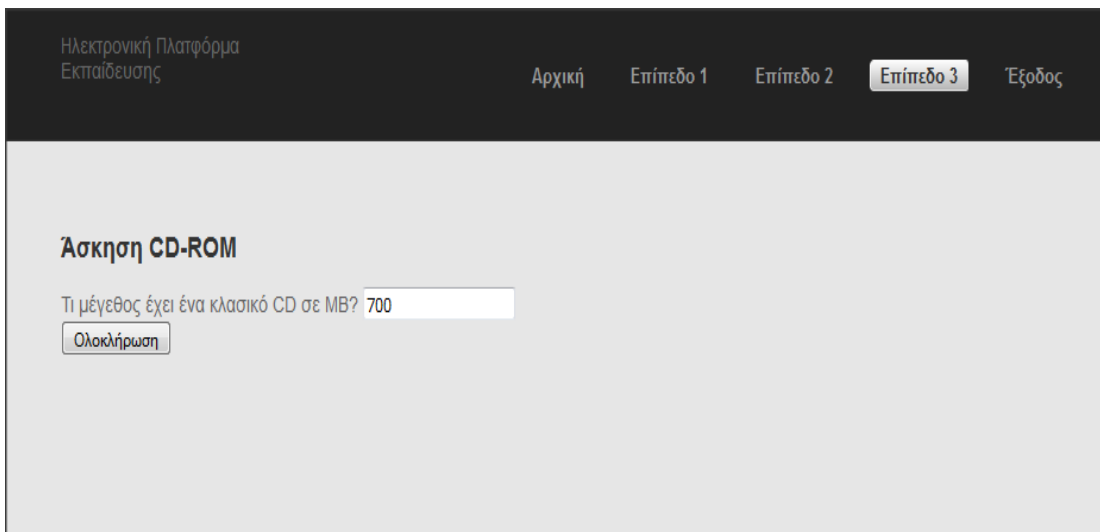 Ηλεκτρονική Πλατφόρμα
Εκπαίδευσης
Αρχική Επίπεδο 1 Επίπεδο 2 Επίπεδο 3 Έξοδος
Άσκηση CD-ROM
Τι μέγεθος έχει ένα κλασικό CD σε MB? 700
Ολοκλήρωση